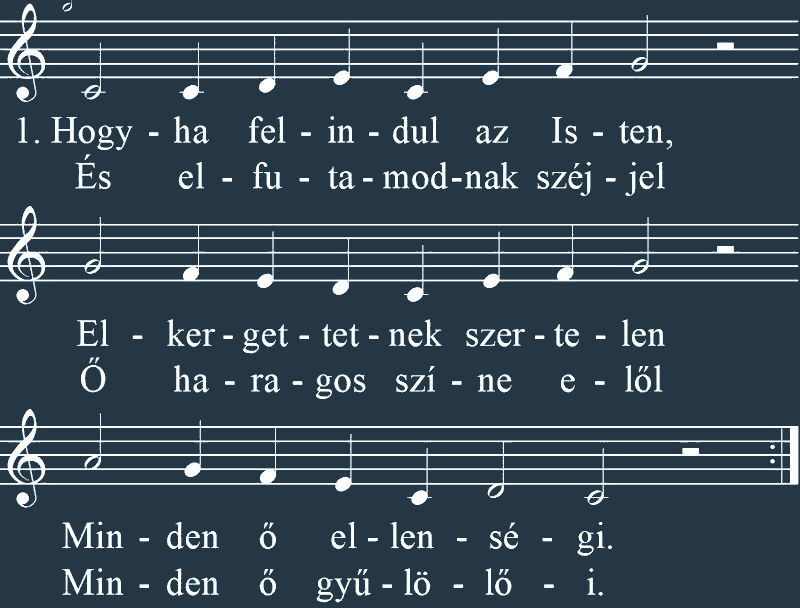 1. Hogy - ha fel - in - dul az Is - ten,
És el - fu - ta - mod-nak széj - jel
El - ker - get - tet - nek szer - te - len
Ő ha - ra - gos szí - ne e - lől
Min - den ő el - len - sé - gi.
Min - den ő gyű - lö - lő - i.